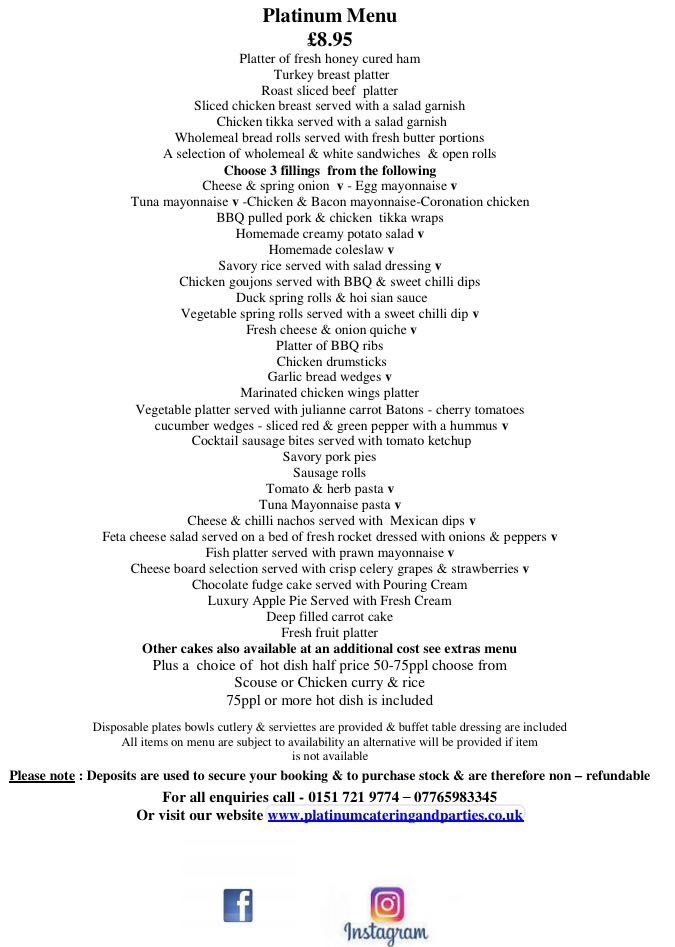 Platinum Menu
£8.95
Platter of fresh honey cured ham
Turkey breast platter
Roast sliced beef platter
Sliced chicken breast served with a salad garnish
Chicken tikka served with a salad garnish
Wholemeal bread rolls served with fresh butter portions
A selection of wholemeal & white sandwiches & open rolls
Choose 3 fillings from the following
Cheese & spring onion v - Egg mayonnaise v
Tuna mayonnaise v -Chicken & Bacon mayonnaise-Coronation chicken
BBQ pulled pork & chicken tikka wraps
Homemade creamy potato salad v
Homemade coleslaw v
Savory rice served with salad dressing v
Chicken goujons served with BBQ & sweet chilli dips
Duck spring rolls & hoi sian sauce
Vegetable spring rolls served with a sweet chilli dip v
Fresh cheese & onion quiche v
Platter of BBQ ribs
Chicken drumsticks
Garlic bread wedges v
Marinated chicken wings platter
Vegetable platter served with julianne carrot Batons - cherry tomatoes
cucumber wedges - sliced red & green pepper with a hummus v
Cocktail sausage bites served with tomato ketchup
Savory pork pies
Sausage rolls
Tomato & herb pasta v
Tuna Mayonnaise pasta v
Cheese & chilli nachos served with Mexican dips v
Feta cheese salad served on a bed of fresh rocket dressed with onions & peppers v
Fish platter served with prawn mayonnaise v
Cheese board selection served with crisp celery grapes & strawberries v
Chocolate fudge cake served with Pouring Cream
Luxury Apple Pie Served with Fresh Cream
Deep filled carrot cake
Fresh fruit platter
Other cakes also available at an additional cost see extras menu
Plus a choice of hot dish half price 50-75ppl choose from
Scouse or Chicken curry & rice
75ppl or more hot dish is included
Disposable plates bowls cutlery & serviettes are provided & buffet table dressing are included
All items on menu are subject to availability an alternative will be provided if item
is not available
Please note : Deposits are used to secure your booking & to purchase stock & are therefore non – refundable
For all enquiries call - 0151 721 9774 – 07765983345
Or visit our website www.platinumcateringandparties.co.uk
f
Instagram